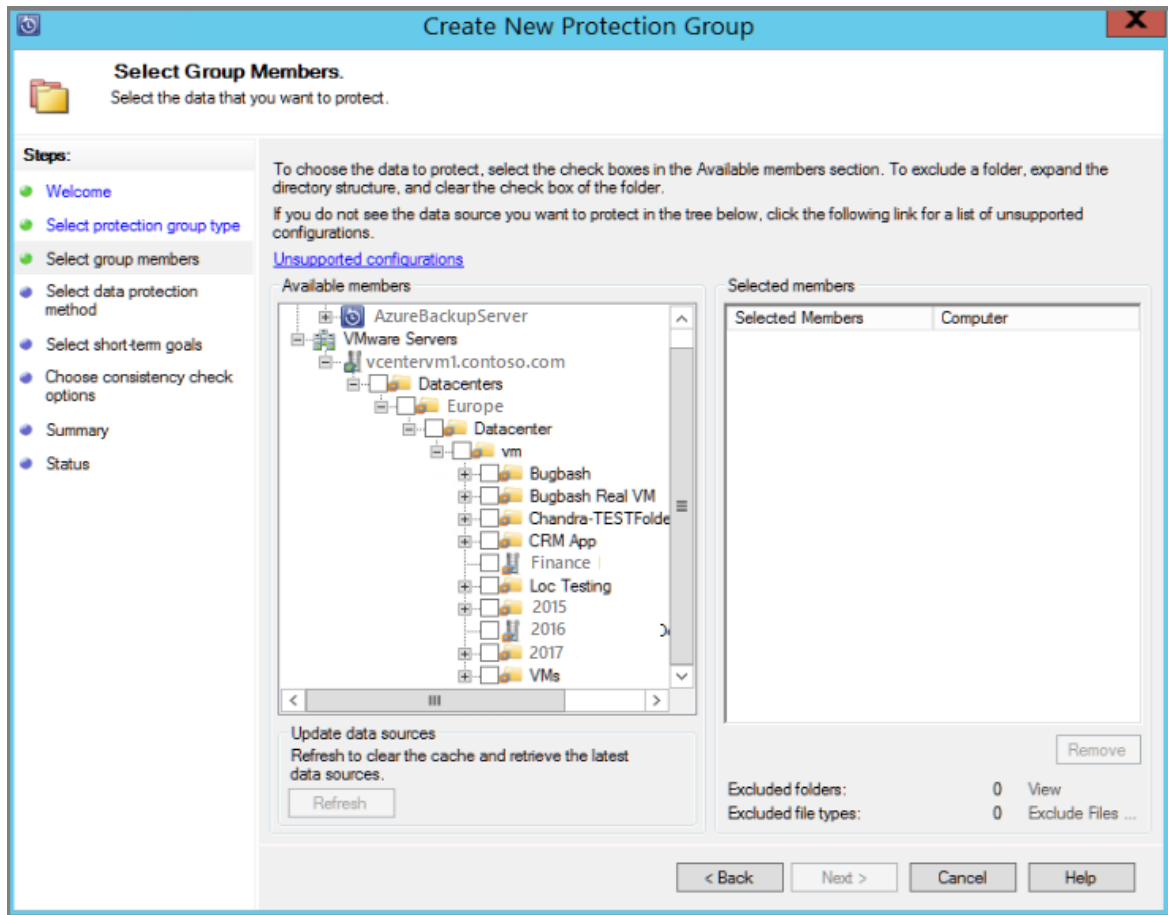 Create New Protection Group
X
Select Group Members.
Select the data that you want to protect.
Steps:
Welcome
Select protection group type
Select group members
Select data protection
method
Select short-term goals
Choose consistency check
options
Summary
Status
To choose the data to protect, select the check boxes in the Available members section. To exclude a folder, expand the
directory structure, and clear the check box of the folder.
If you do not see the data source you want to protect in the tree below, click the following link for a list of unsupported
configurations.
Unsupported configurations
Available members
AzureBackupServer
VMware Servers
vcentervm1.contoso.com
Datacenters
Europe
Datacenter
vm
Bugbash
Bugbash Real VM
Chandra-TESTFolde
CRM App
Finance
Loc Testing
2015
2016
2017
VMs
Update data sources
Refresh to clear the cache and retrieve the latest
data sources.
Refresh
Selected members
Selected Members Computer
Remove
Excluded folders: 0 View
Excluded file types: 0 Exclude Files ...
< Back Next > Cancel Help